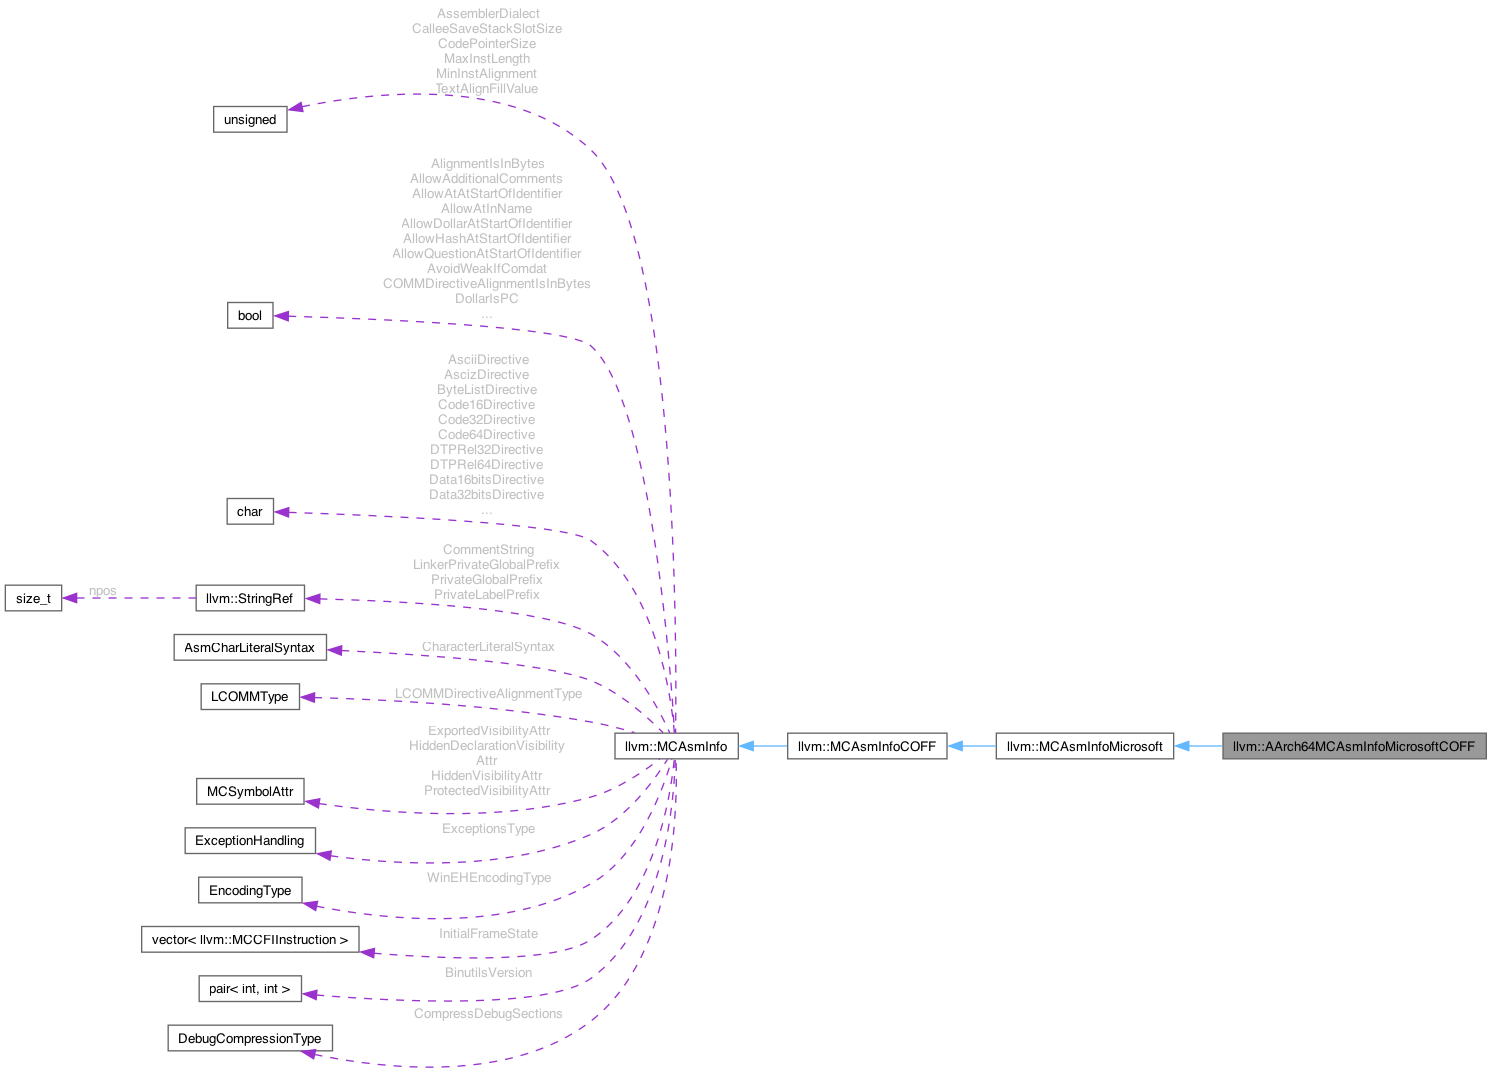 AssemblerDialect
CalleeSaveStackSlotSize
CodePointerSize
MaxInstLength
MinInstAlignment
TextAlignFillValue
unsigned
AlignmentIsInBytes
AllowAdditionalComments
AllowAtAtStartOfIdentifier
AllowAtInName
AllowDollarAtStartOfIdentifier
AllowHashAtStartOfIdentifier
AllowQuestionAtStartOfIdentifier
AvoidWeakIfComdat
COMMDirectiveAlignmentIsInBytes
DollarIsPC
...
bool
AsciiDirective
AscizDirective
ByteListDirective
Code16Directive
Code32Directive
Code64Directive
DTPRel32Directive
DTPRel64Directive
Data16bitsDirective
Data32bitsDirective
...
char
CommentString
LinkerPrivateGlobalPrefix
PrivateGlobalPrefix
PrivateLabelPrefix
size_t
npos
llvm::StringRef
AsmCharLiteralSyntax
CharacterLiteralSyntax
LCOMMType
LCOMMDirectiveAlignmentType
ExportedVisibilityAttr
HiddenDeclarationVisibility
Attr
HiddenVisibilityAttr
ProtectedVisibilityAttr
llvm::MCAsmInfo
llvm::MCAsmInfoCOFF
llvm::MCAsmInfoMicrosoft
llvm::AArch64MCAsmInfoMicrosoftCOFF
MCSymbolAttr
ExceptionsType
ExceptionHandling
WinEHEncodingType
EncodingType
InitialFrameState
vector< llvm::MCCFIInstruction >
BinutilsVersion
pair< int, int >
CompressDebugSections
DebugCompressionType